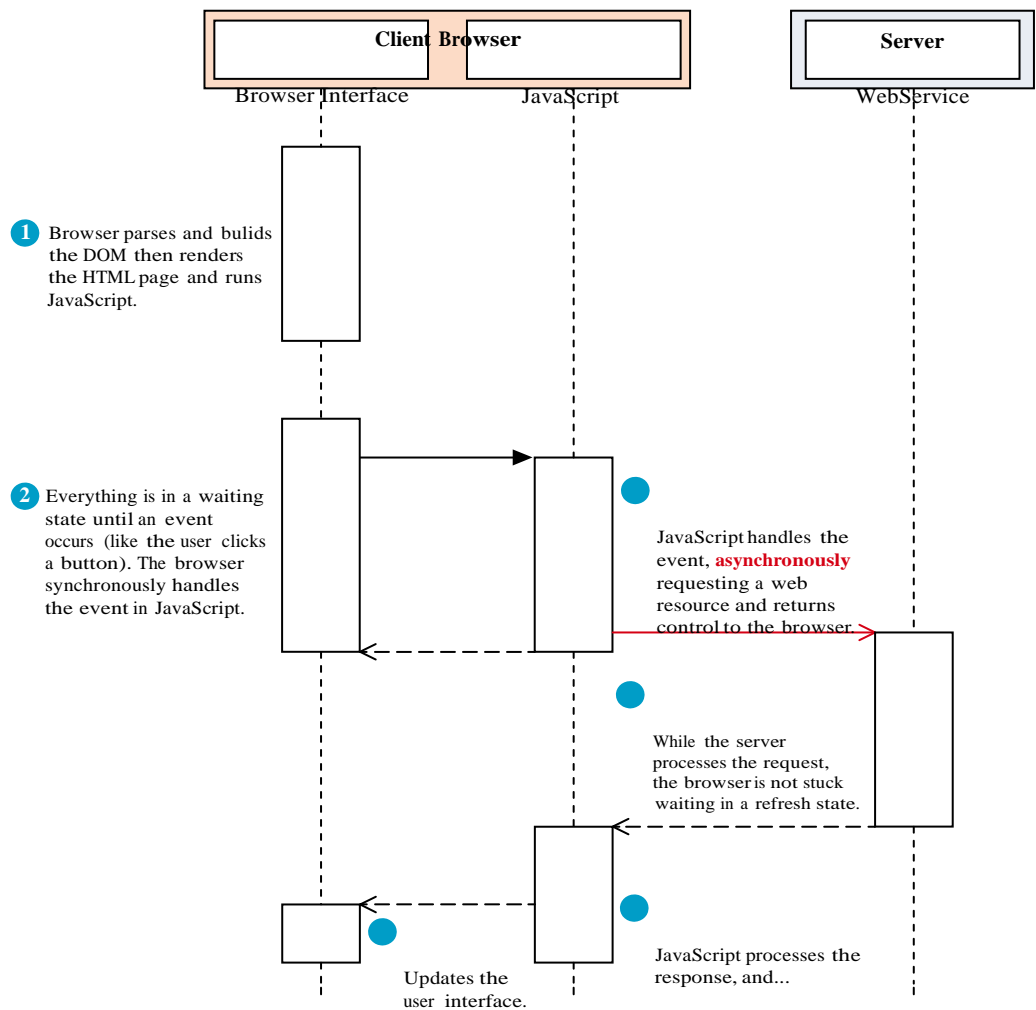 Client Browser
Server
Browser Interface
JavaScript
WebService
1
Browser parses and bulids
the DOM then renders
the HTML page and runs
JavaScript.
2
Everything is in a waiting
state until an event
occurs (like the user clicks
a button). The browser
synchronously handles
the event in JavaScript.
JavaScript handles the
event, asynchronously
requesting a web
resource and returns
control to the browser.
While the server
processes the request,
the browser is not stuck
waiting in a refresh state.
JavaScript processes the
response, and...
Updates the
user interface.